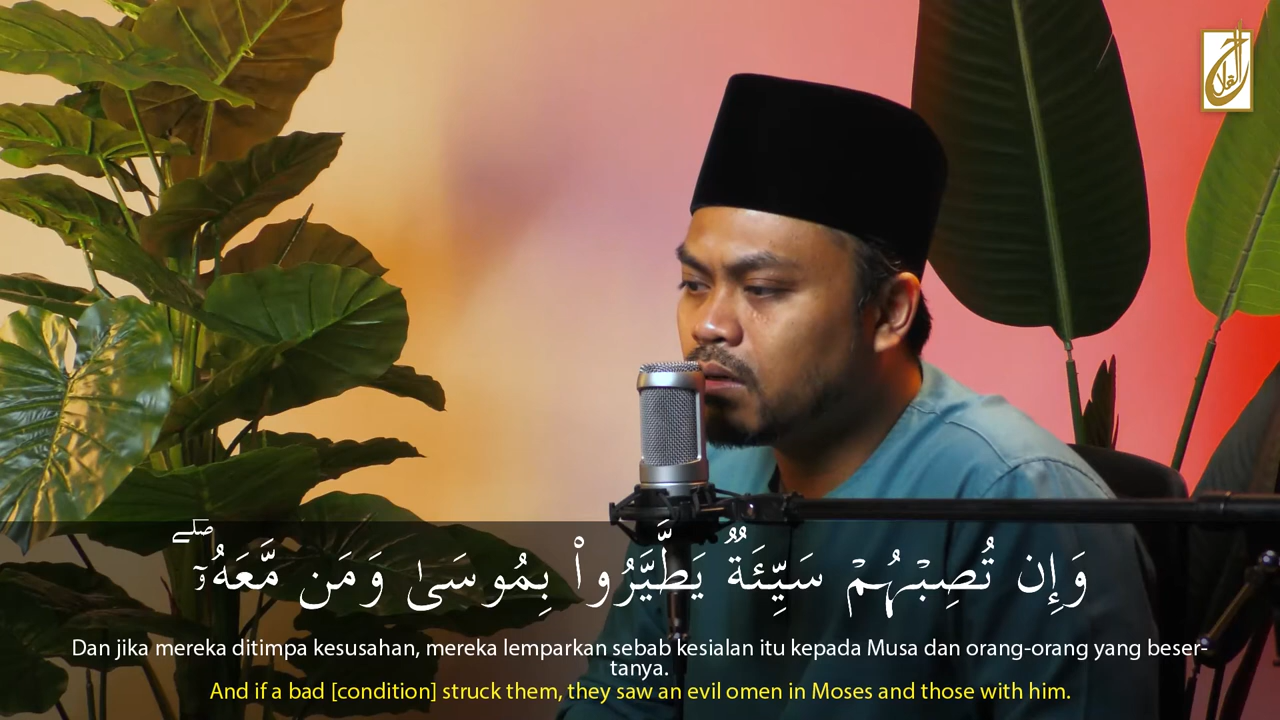 العلاج
وَإِن تُصِبْهُمْ سَيِّئَةٌ يَطَّيَّرُوا۟ بِمُوسَىٰ وَمَن مَّعَهُۥٓ ۖ
Dan jika mereka ditimpa kesusahan, mereka lemparkan sebab kesialan itu kepada Musa dan orang-orang yang beser-
tanya.
And if a bad [condition] struck them, they saw an evil omen in Moses and those with him.